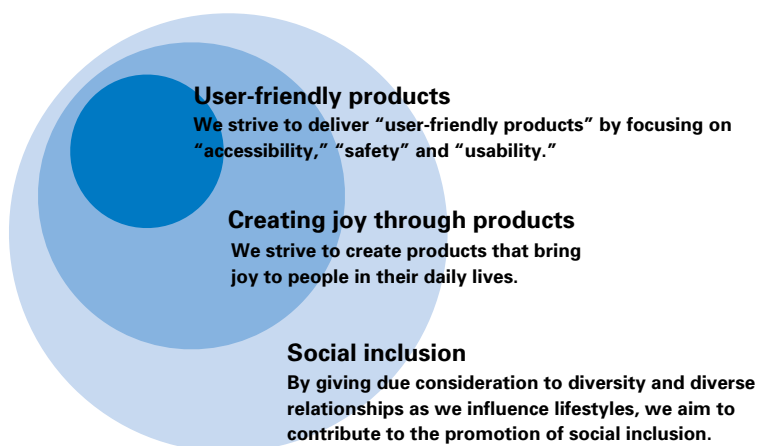 User-friendly products
We strive to deliver “user-friendly products” by focusing on
“accessibility,” “safety” and “usability.”
Creating joy through products
We strive to create products that bring
joy to people in their daily lives.
Social inclusion
By giving due consideration to diversity and diverse
relationships as we influence lifestyles, we aim to
contribute to the promotion of social inclusion.